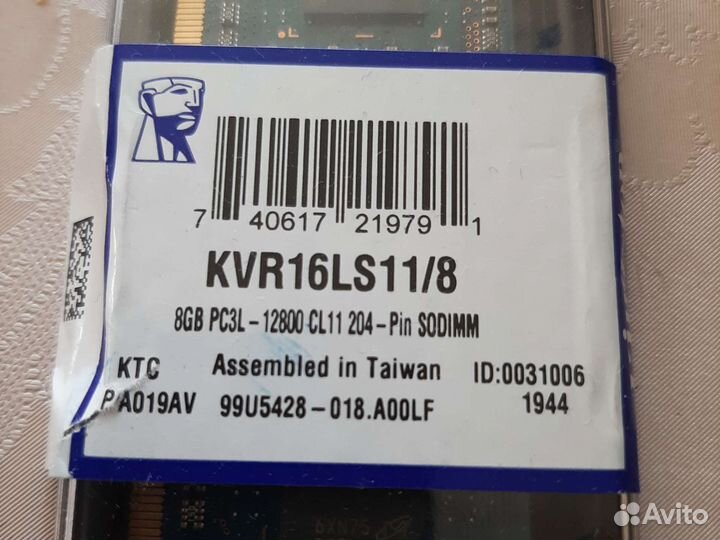 7 40617 21979 1
KVR16LS11/8
8GB PC3L-12800 CL11 204-Pin SODIMM
KTC Assembled in Taiwan ID:0031006
PA019AV 99U5428-018.A00LF 1944
Avito